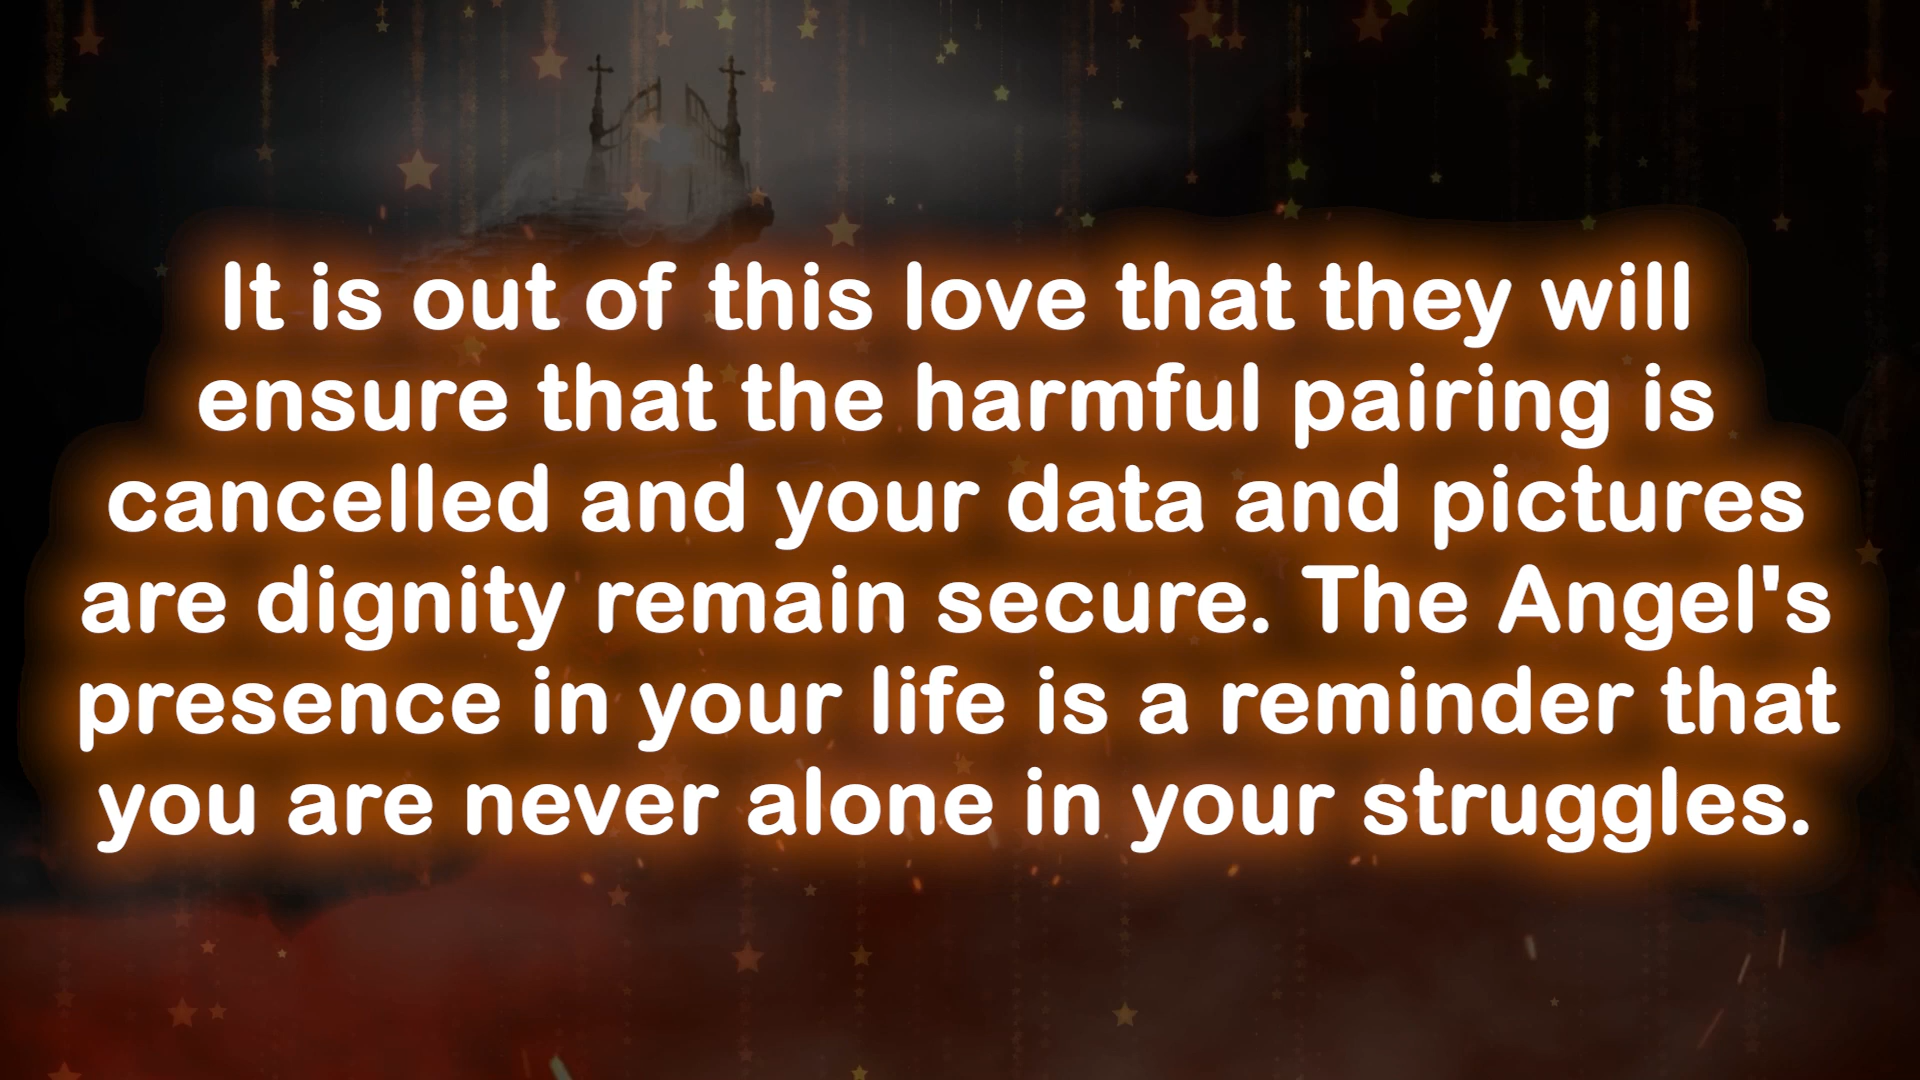 It is out of this love that they will
ensure that the harmful pairing is
cancelled and your data and pictures
are dignity remain secure. The Angel's
presence in your life is a reminder that
you are never alone in your struggles.